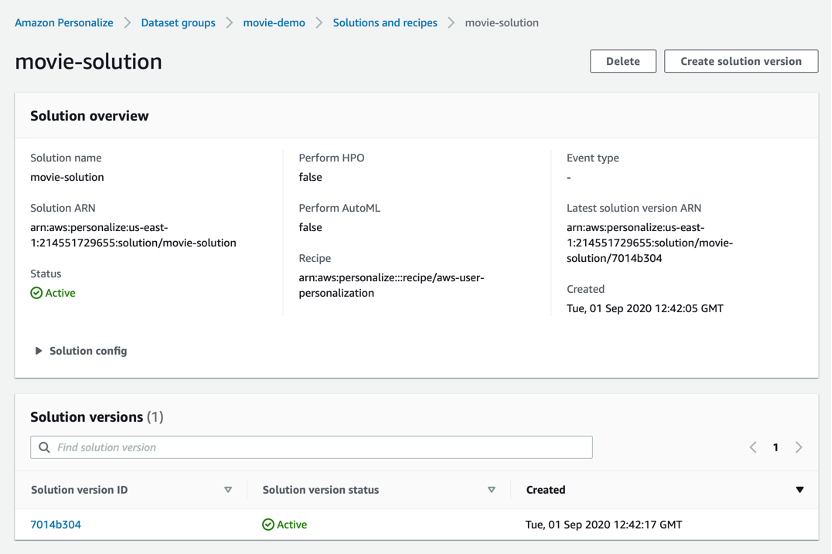 Amazon Personalize > Dataset groups > movie-demo > Solutions and recipes > movie-solution
movie-solution
Delete
Create solution version
Solution overview
Solution name
movie-solution
Solution ARN
arn:aws:personalize:us-east-
1:214551729655:solution/movie-solution
Status
Active
Perform HPO
false
Perform AutoML
false
Recipe
arn:aws:personalize:::recipe/aws-user-
personalization
Event type
-
Latest solution version ARN
arn:aws:personalize:us-east-
1:214551729655:solution/movie-
solution/7014b304
Created
Tue, 01 Sep 2020 12:42:05 GMT
Solution config
Solution versions (1)
Find solution version
1
Solution version ID
Solution version status
Created
7014b304
Active
Tue, 01 Sep 2020 12:42:17 GMT